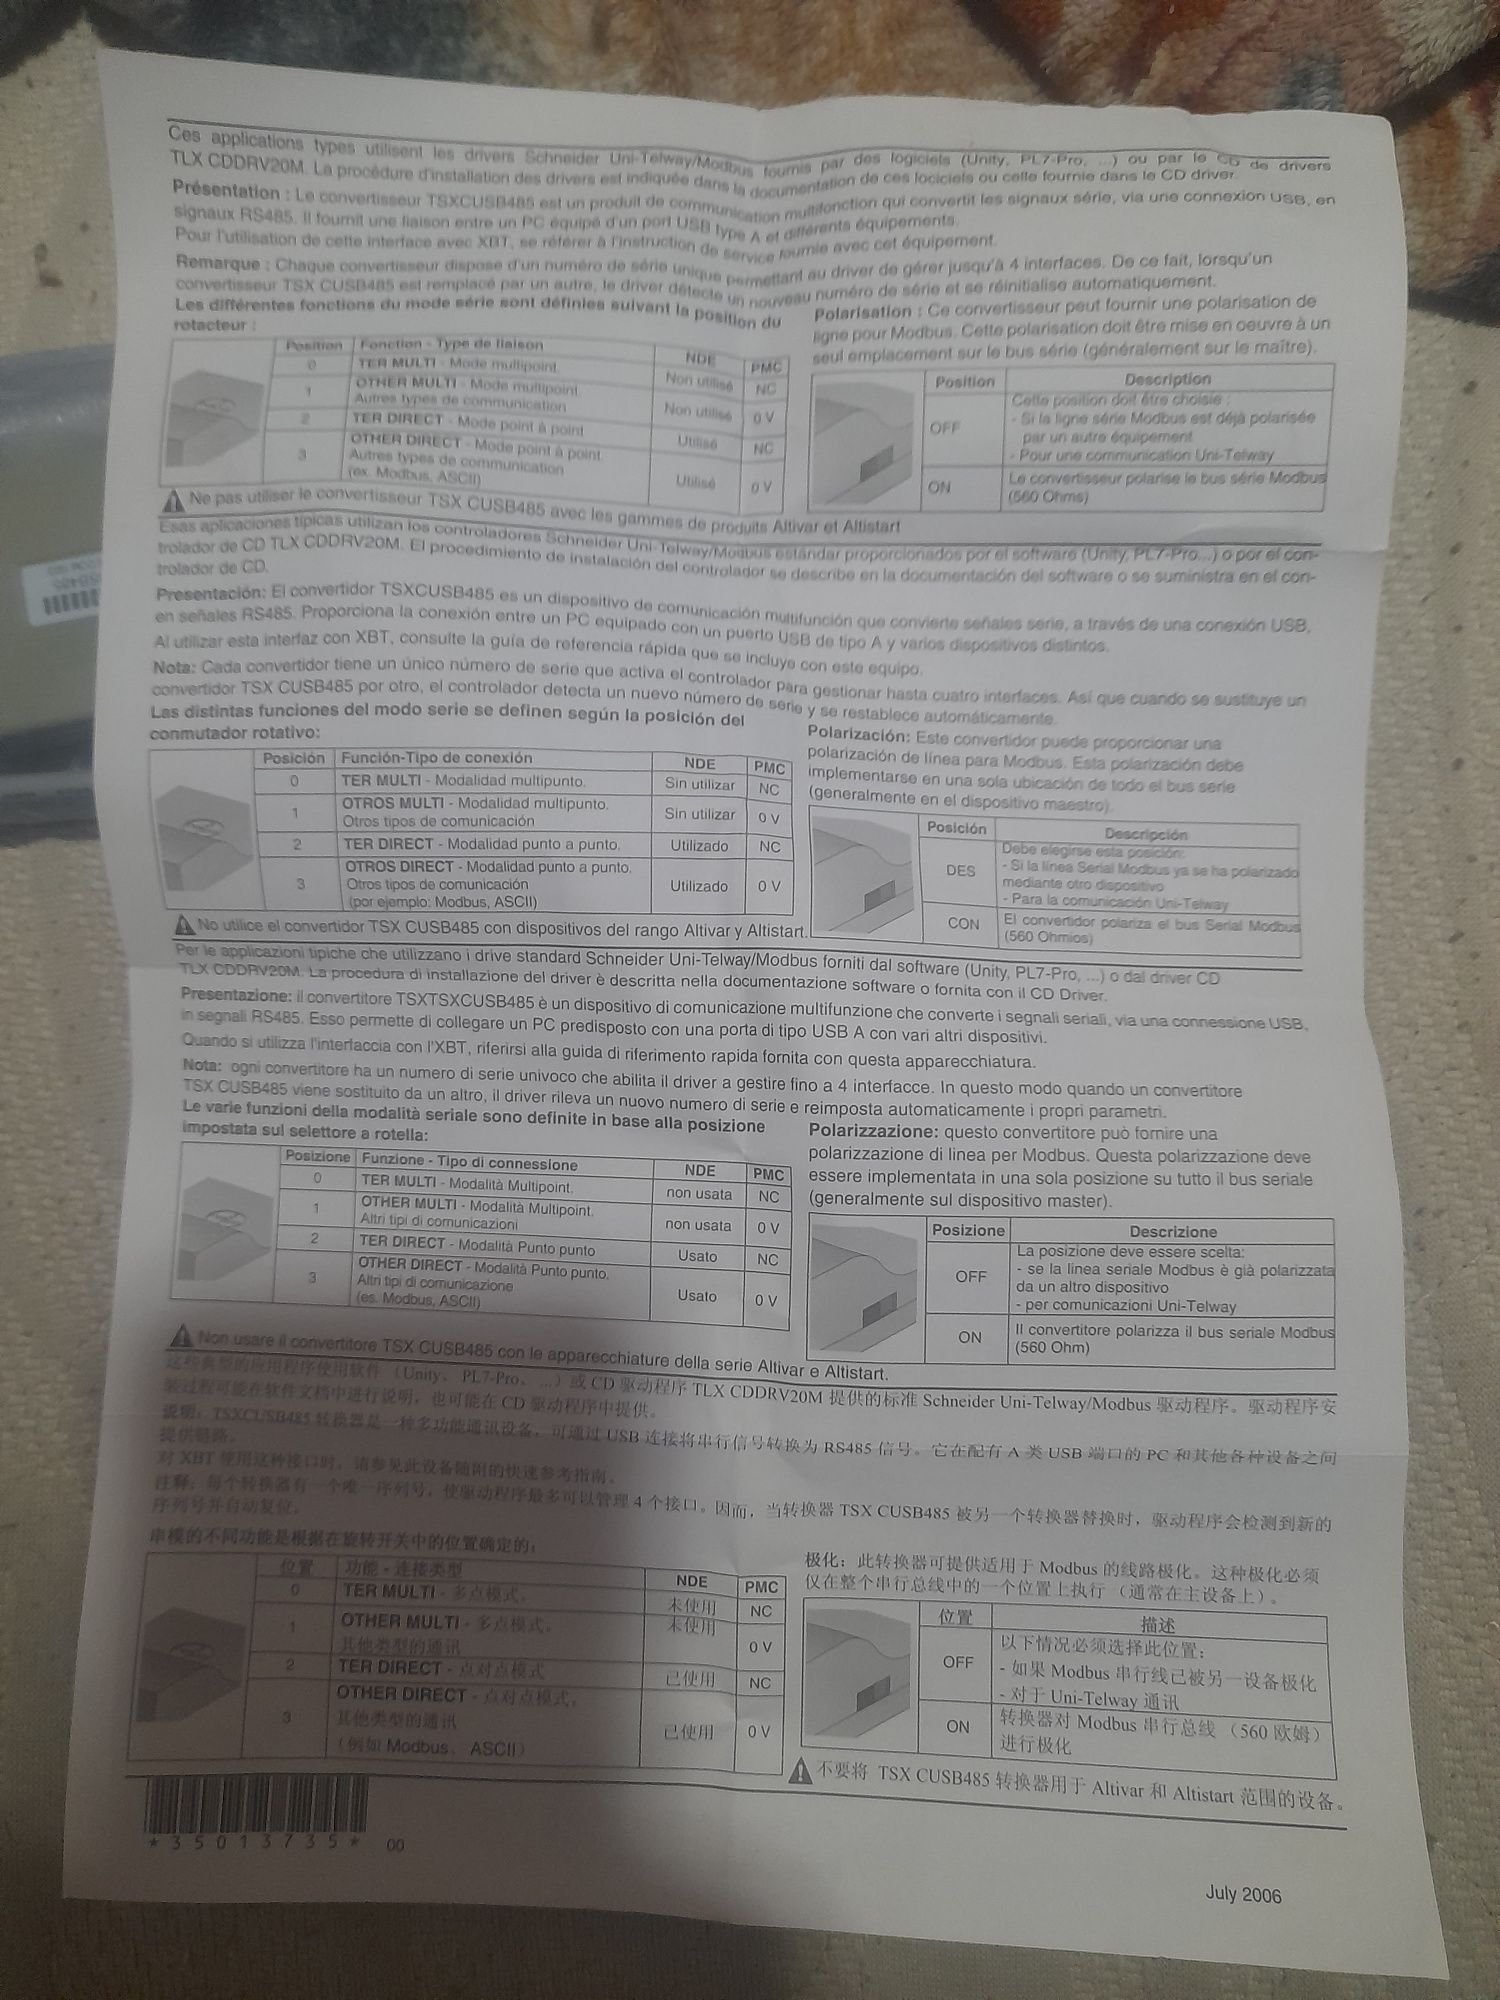 Ces applications types utilisent les drivers Schneider Uni-Telway/Modbus fournis par des logiciels (Unity, PL7-Pro, ...) ou par le CD de drivers
TLX CDDRV20M. La procédure d'installation des drivers est indiquée dans la documentation de ces lociciels ou celle fournie dans le CD driver.
Présentation : Le convertisseur TSXCUSB485 est un produit de communication multifonction qui convertit les signaux série, via une connexion USB, en
signaux RS485. Il fournit une liaison entre un PC équipé d'un port USB type A et différents équipements.
Pour l'utilisation de cette interface avec XBT, se référer à l'instruction de service fournie avec cet équipement.
Remarque : Chaque convertisseur dispose d'un numéro de série unique permettant au driver de gérer jusqu'à 4 interfaces. De ce fait, lorsqu'un
convertisseur TSX CUSB485 est remplacé par un autre, le driver détecte un nouveau numéro de série et se réinitialise automatiquement.
Les différentes fonctions du mode série sont définies suivant la position du
rotacteur :
Position Fonction - Type de liaison NDE PMC
0 TER MULTI - Mode multipoint. Non utilisé NC
1 OTHER MULTI - Mode multipoint.
Autres types de communication Non utilisé 0 V
2 TER DIRECT - Mode point à point Utilisé NC
3 OTHER DIRECT - Mode point à point.
Autres types de communication
(ex. Modbus, ASCII) Utilisé 0 V
Polarisation : Ce convertisseur peut fournir une polarisation de
ligne pour Modbus. Cette polarisation doit être mise en oeuvre à un
seul emplacement sur le bus série (généralement sur le maître).
Position Description
OFF Cette position doit être choisie :
- Si la ligne série Modbus est déjà polarisée
par un autre équipement
- Pour une communication Uni-Telway
ON Le convertisseur polarise le bus série Modbus
(560 Ohms)
Ne pas utiliser le convertisseur TSX CUSB485 avec les gammes de produits Altivar et Altistart
Esas aplicaciones típicas utilizan los controladores Schneider Uni-Telway/Modbus estándar proporcionados por el software (Unity, PL7-Pro...) o por el con-
trolador de CD TLX CDDRV20M. El procedimiento de instalación del controlador se describe en la documentación del software o se suministra en el con-
trolador de CD.
Presentación: El convertidor TSXCUSB485 es un dispositivo de comunicación multifunción que convierte señales serie, a través de una conexión USB,
en señales RS485. Proporciona la conexión entre un PC equipado con un puerto USB de tipo A y varios dispositivos distintos.
Al utilizar esta interfaz con XBT, consulte la guía de referencia rápida que se incluye con este equipo.
Nota: Cada convertidor tiene un único número de serie que activa el controlador para gestionar hasta cuatro interfaces. Así que cuando se sustituye un
convertidor TSX CUSB485 por otro, el controlador detecta un nuevo número de serie y se restablece automáticamente.
Las distintas funciones del modo serie se definen según la posición del
conmutador rotativo:
Posición Función-Tipo de conexión NDE PMC
0 TER MULTI - Modalidad multipunto. Sin utilizar NC
1 OTROS MULTI - Modalidad multipunto.
Otros tipos de comunicación Sin utilizar 0 V
2 TER DIRECT - Modalidad punto a punto. Utilizado NC
3 OTROS DIRECT - Modalidad punto a punto.
Otros tipos de comunicación
(por ejemplo: Modbus, ASCII) Utilizado 0 V
Polarización: Este convertidor puede proporcionar una
polarización de línea para Modbus. Esta polarización debe
implementarse en una sola ubicación de todo el bus serie
(generalmente en el dispositivo maestro).
Posición Descripción
DES Debe elegirse esta posición:
- Si la línea Serial Modbus ya se ha polarizado
mediante otro dispositivo
- Para la comunicación Uni-Telway
CON El convertidor polariza el bus Serial Modbus
(560 Ohmios)
No utilice el convertidor TSX CUSB485 con dispositivos del rango Altivar y Altistart.
Per le applicazioni tipiche che utilizzano i drive standard Schneider Uni-Telway/Modbus forniti dal software (Unity, PL7-Pro, ...) o dal driver CD
TLX CDDRV20M. La procedura di installazione del driver è descritta nella documentazione software o fornita con il CD Driver.
Presentazione: il convertitore TSXTSXCUSB485 è un dispositivo di comunicazione multifunzione che converte i segnali seriali, via una connessione USB,
in segnali RS485. Esso permette di collegare un PC predisposto con una porta di tipo USB A con vari altri dispositivi.
Quando si utilizza l'interfaccia con l'XBT, riferirsi alla guida di riferimento rapida fornita con questa apparecchiatura.
Nota: ogni convertitore ha un numero di serie univoco che abilita il driver a gestire fino a 4 interfacce. In questo modo quando un convertitore
TSX CUSB485 viene sostituito da un altro, il driver rileva un nuovo numero di serie e reimposta automaticamente i propri parametri.
Le varie funzioni della modalità seriale sono definite in base alla posizione
impostata sul selettore a rotella:
Posizione Funzione - Tipo di connessione NDE PMC
0 TER MULTI - Modalità Multipoint. non usata NC
1 OTHER MULTI - Modalità Multipoint.
Altri tipi di comunicazioni non usata 0 V
2 TER DIRECT - Modalità Punto punto Usato NC
3 OTHER DIRECT - Modalità Punto punto.
Altri tipi di comunicazione
(es. Modbus, ASCII) Usato 0 V
Polarizzazione: questo convertitore può fornire una
polarizzazione di linea per Modbus. Questa polarizzazione deve
essere implementata in una sola posizione su tutto il bus seriale
(generalmente sul dispositivo master).
Posizione Descrizione
OFF La posizione deve essere scelta:
- se la linea seriale Modbus è già polarizzata
da un altro dispositivo
- per comunicazioni Uni-Telway
ON Il convertitore polarizza il bus seriale Modbus
(560 Ohm)
Non usare il convertitore TSX CUSB485 con le apparecchiature della serie Altivar e Altistart.
这些典型的应用程序使用软件 （Unity、 PL7-Pro、 ...）或 CD 驱动程序 TLX CDDRV20M 提供的标准 Schneider Uni-Telway/Modbus 驱动程序。驱动程序安
装过程可能在软件文档中进行说明，也可能在 CD 驱动程序中提供。
说明：TSXCUSB485 转换器是一种多功能通讯设备，可通过 USB 连接将串行信号转换为 RS485 信号。它在配有 A 类 USB 端口的 PC 和其他各种设备之间
提供链路。
对 XBT 使用这种接口时，请参见此设备随附的快速参考指南。
注释：每个转换器有一个唯一序列号，使驱动程序最多可以管理 4 个接口。因而，当转换器 TSX CUSB485 被另一个转换器替换时，驱动程序会检测到新的
序列号并自动复位。
串模的不同功能是根据在旋转开关中的位置确定的：
位置 功能 - 连接类型 NDE PMC
0 TER MULTI - 多点模式。 未使用 NC
1 OTHER MULTI - 多点模式。
其他类型的通讯 未使用 0 V
2 TER DIRECT - 点对点模式 已使用 NC
3 OTHER DIRECT - 点对点模式。
其他类型的通讯
（例如 Modbus、 ASCII） 已使用 0 V
极化：此转换器可提供适用于 Modbus 的线路极化。这种极化必须
仅在整个串行总线中的一个位置上执行 （通常在主设备上）。
位置 描述
OFF 以下情况必须选择此位置：
- 如果 Modbus 串行线已被另一设备极化
- 对于 Uni-Telway 通讯
ON 转换器对 Modbus 串行总线 （560 欧姆）
进行极化
不要将 TSX CUSB485 转换器用于 Altivar 和 Altistart 范围的设备。
*35013735* 00
July 2006